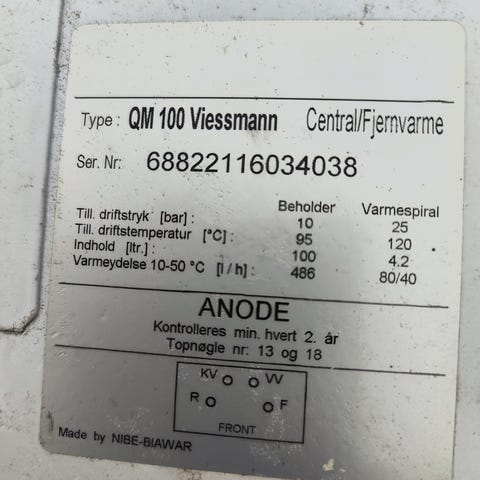 Type : QM 100 Viessmann Central/Fjernvarme
Ser. Nr: 68822116034038
Beholder Varmespiral
Till. driftstryk [bar]: 10 25
Till. driftstemperatur [°C]: 95 120
Indhold [ltr.] : 100 4.2
Varmeydelse 10-50 °C [l / h] : 486 80/40
ANODE
Kontrolleres min. hvert 2. år
Topnøgle nr: 13 og 18
KV VV
R F
FRONT
Made by NIBE-BIAWAR